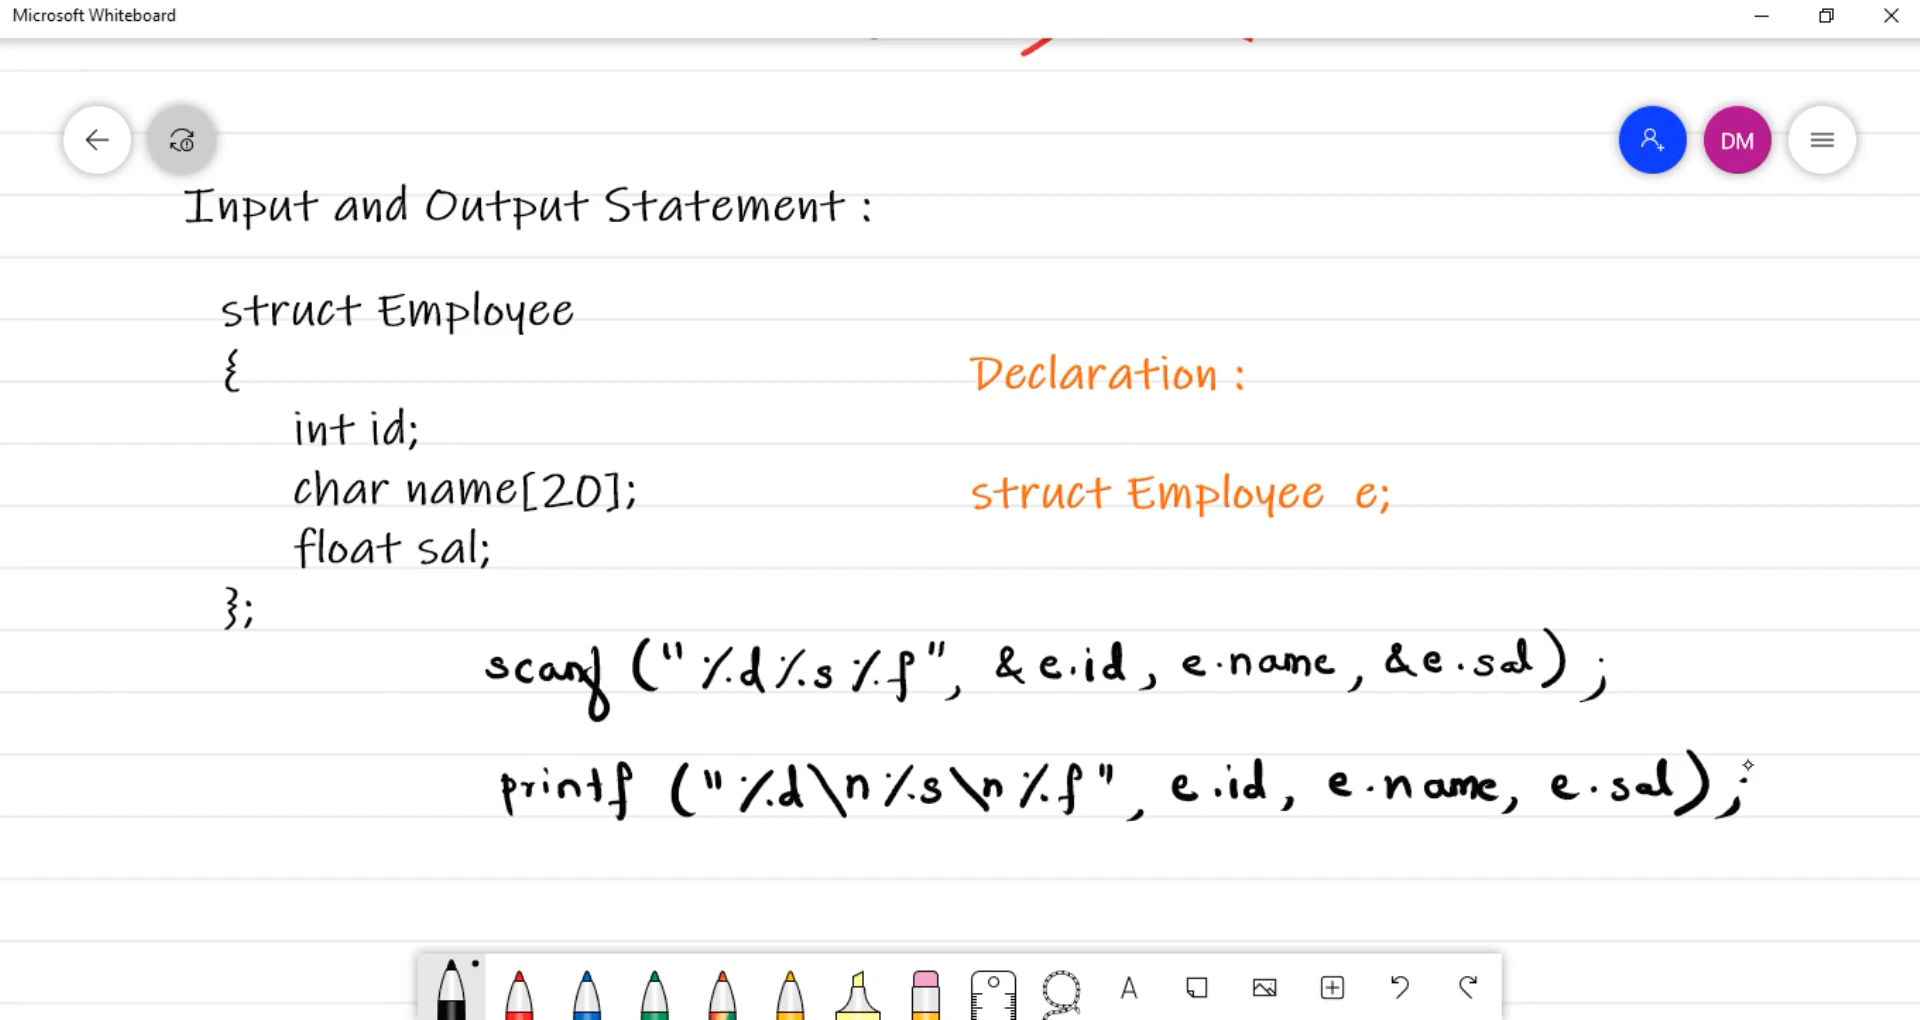 Microsoft Whiteboard
DM
Input and Output Statement :
struct Employee
{
Declaration :
int id;
char name[20];
struct Employee e;
float sal;
};
scanf ("%d%s%f", &e.id, e.name, &e.sal);
printf ("%d\n%s\n%f", e.id, e.name, e.sal);
A